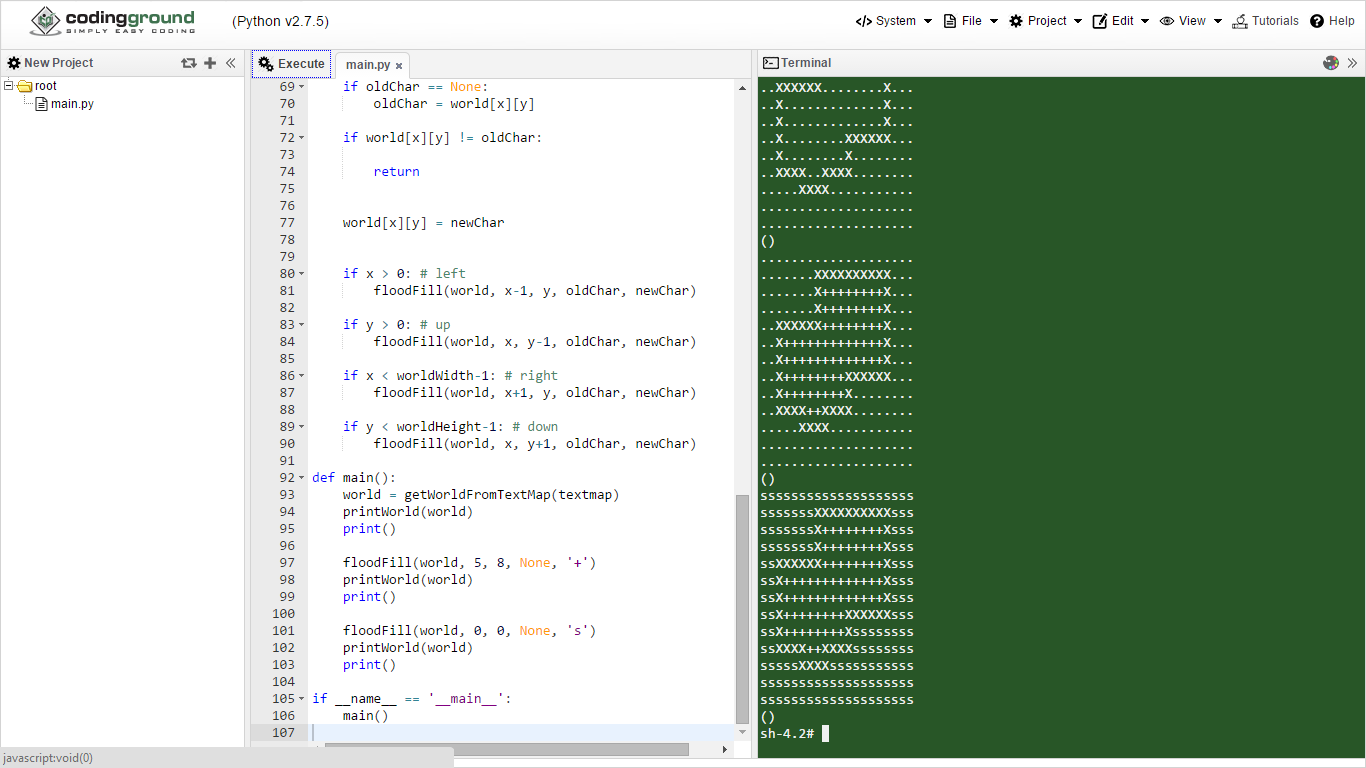 codingground
SIMPLY EASY CODING
(Python v2.7.5)
</> System
File
Project
Edit
View
Tutorials
Help
New Project
root
main.py
Execute
main.py ×
69 if oldChar == None:
70 oldChar = world[x][y]
71
72 if world[x][y] != oldChar:
73
74 return
75
76
77 world[x][y] = newChar
78
79
80 if x > 0: # left
81 floodFill(world, x-1, y, oldChar, newChar)
82
83 if y > 0: # up
84 floodFill(world, x, y-1, oldChar, newChar)
85
86 if x < worldWidth-1: # right
87 floodFill(world, x+1, y, oldChar, newChar)
88
89 if y < worldHeight-1: # down
90 floodFill(world, x, y+1, oldChar, newChar)
91
92 def main():
93 world = getWorldFromTextMap(textmap)
94 printWorld(world)
95 print()
96
97 floodFill(world, 5, 8, None, '+')
98 printWorld(world)
99 print()
100
101 floodFill(world, 0, 0, None, 's')
102 printWorld(world)
103 print()
104
105 if __name__ == '__main__':
106 main()
107
Terminal
..XXXXXX........X...
..X.............X...
..X.............X...
..X........XXXXXX...
..X........X........
..XXXX..XXXX........
.....XXXX...........
....................
....................
()
....................
.......XXXXXXXXXX...
.......X++++++++X...
.......X++++++++X...
..XXXXXX++++++++X...
..X+++++++++++++X...
..X+++++++++++++X...
..X++++++++XXXXXX...
..X++++++++X........
..XXXX++XXXX........
.....XXXX...........
....................
....................
()
ssssssssssssssssssss
sssssssXXXXXXXXXXsss
sssssssX++++++++Xsss
sssssssX++++++++Xsss
ssXXXXXX++++++++Xsss
ssX+++++++++++++Xsss
ssX+++++++++++++Xsss
ssX++++++++XXXXXXsss
ssX++++++++Xssssssss
ssXXXX++XXXXssssssss
sssssXXXXsssssssssss
ssssssssssssssssssss
ssssssssssssssssssss
()
sh-4.2#
javascript:void(0)